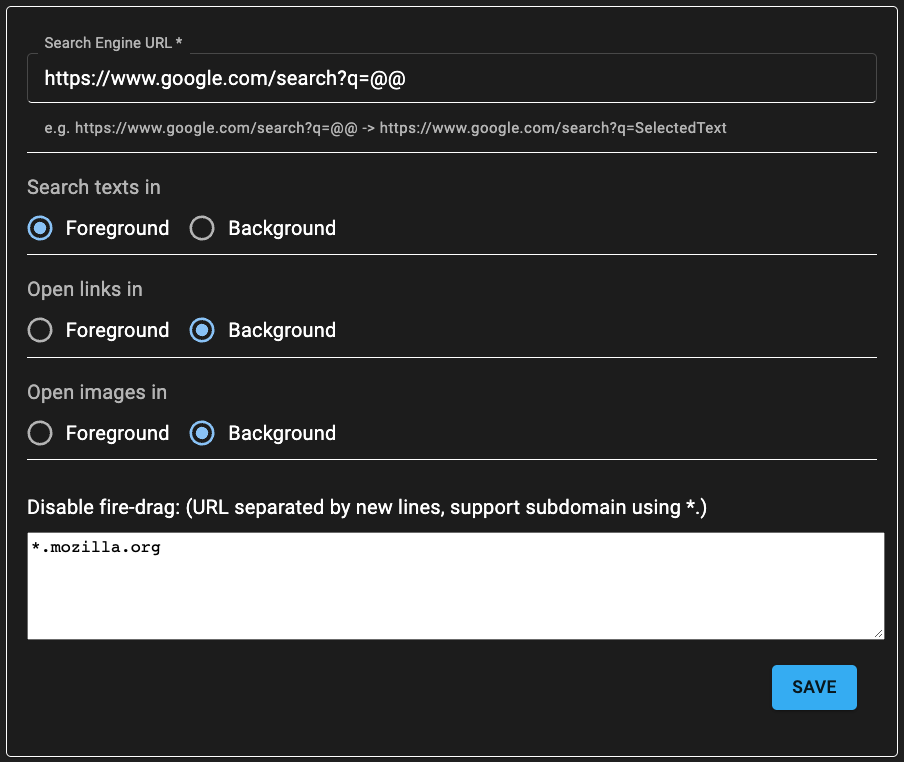 Search Engine URL *
https://www.google.com/search?q=@@
e.g. https://www.google.com/search?q=@@ -> https://www.google.com/search?q=SelectedText
Search texts in
Foreground Background
Open links in
Foreground Background
Open images in
Foreground Background
Disable fire-drag: (URL separated by new lines, support subdomain using *.)
*.mozilla.org
SAVE